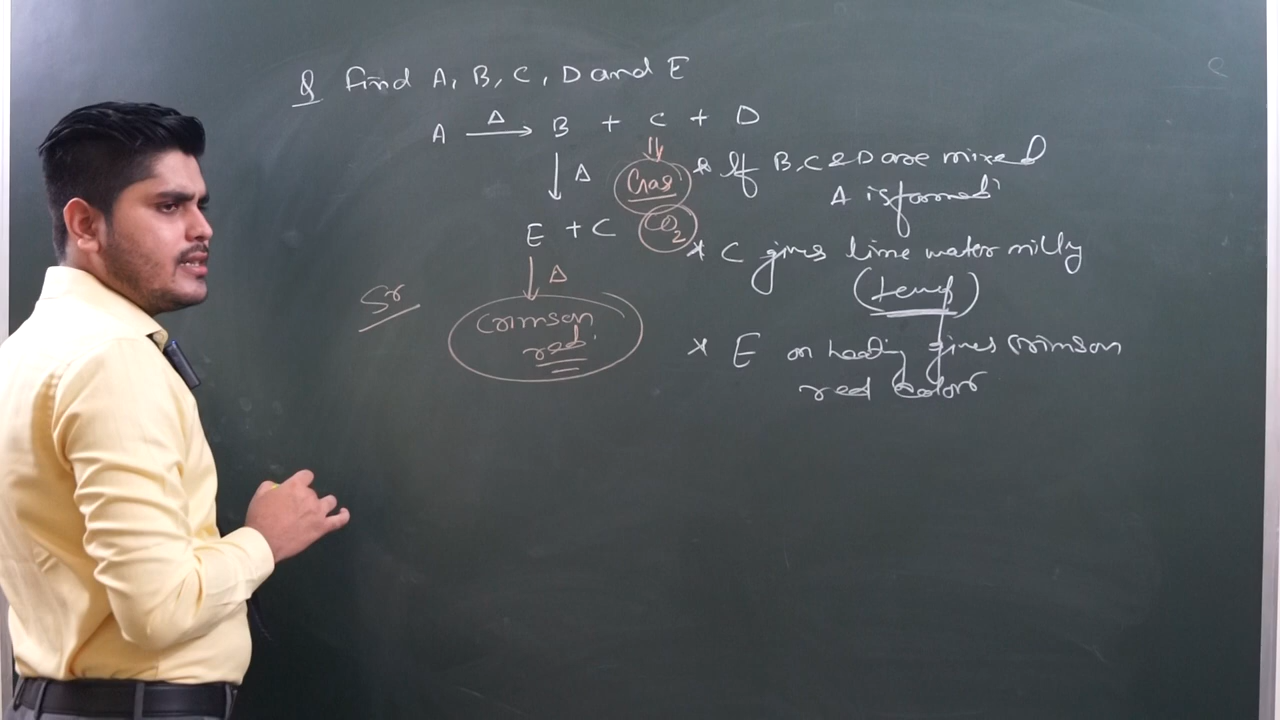 Q Find A, B, C, D and E
A Δ → B + C + D
↓ Δ ⇓
E + C Gas
CO2
↓ Δ
Sr
Crimson
red
* If B, C & D are mixed
A is formed
* C gives lime water milky
(temp)
* E on heating gives crimson
red color